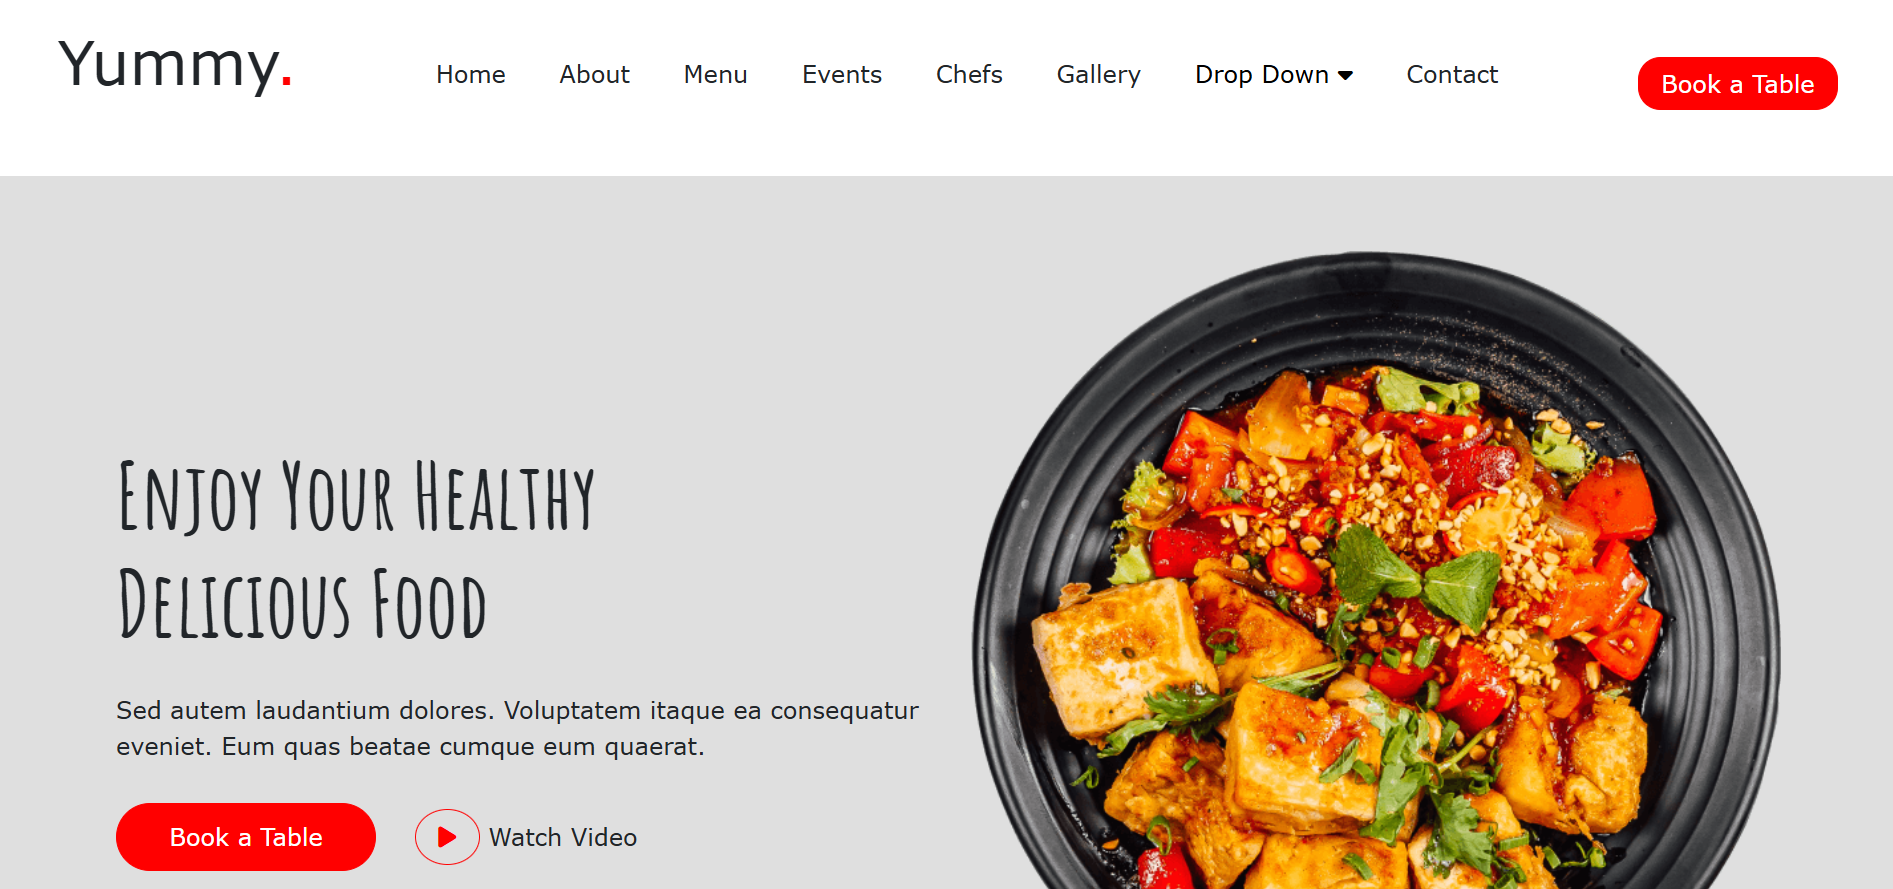 Yummy.
Home About Menu Events Chefs Gallery Drop Down Contact
Book a Table
Enjoy Your Healthy
Delicious Food
Sed autem laudantium dolores. Voluptatem itaque ea consequatur
eveniet. Eum quas beatae cumque eum quaerat.
Book a Table
Watch Video